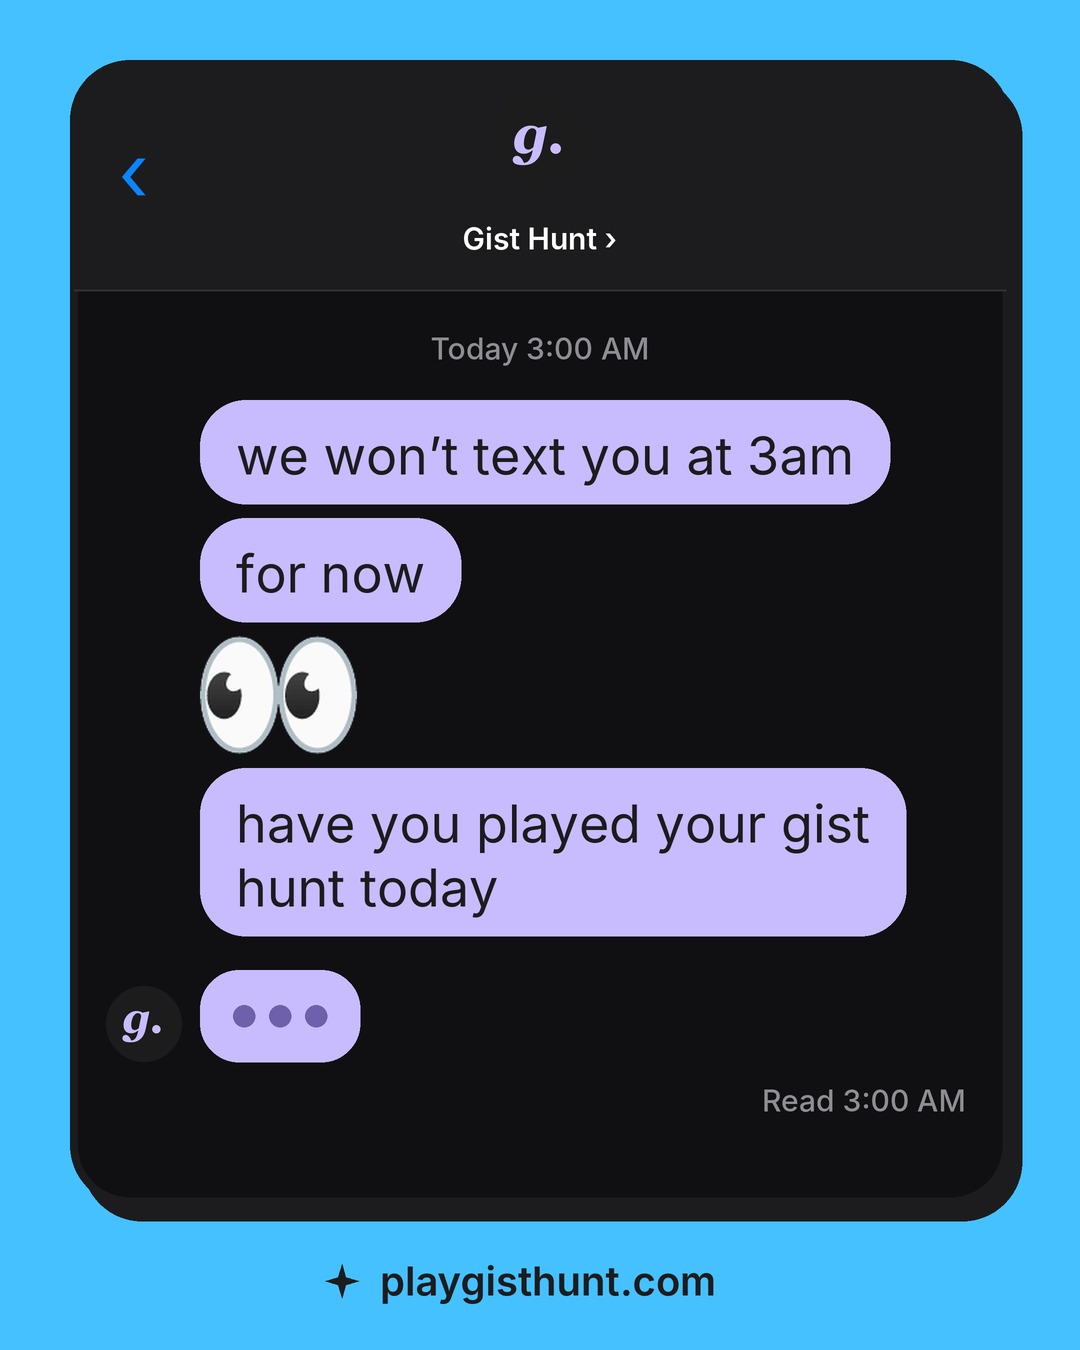 g.
Gist Hunt ›
Today 3:00 AM
we won’t text you at 3am
for now
have you played your gist
hunt today
g.
Read 3:00 AM
playgisthunt.com